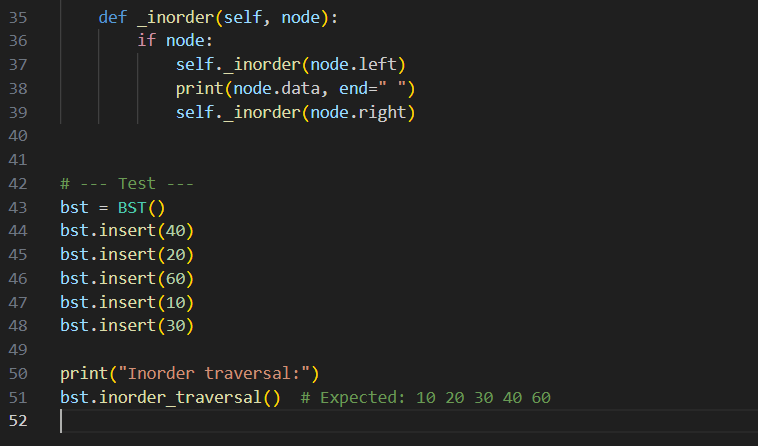 35 def _inorder(self, node):
36 if node:
37 self._inorder(node.left)
38 print(node.data, end=" ")
39 self._inorder(node.right)
40
41
42 # --- Test ---
43 bst = BST()
44 bst.insert(40)
45 bst.insert(20)
46 bst.insert(60)
47 bst.insert(10)
48 bst.insert(30)
49
50 print("Inorder traversal:")
51 bst.inorder_traversal()  # Expected: 10 20 30 40 60
52